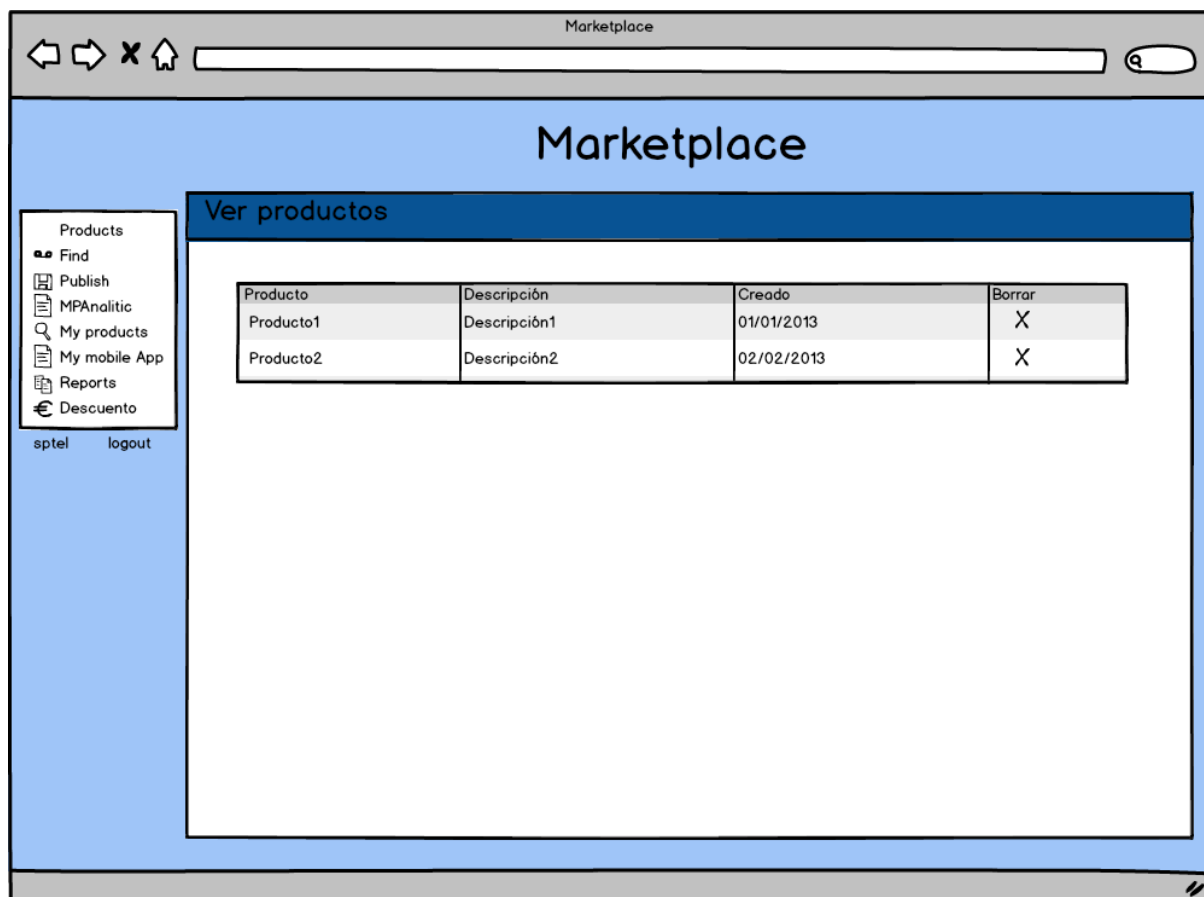 Marketplace
Marketplace
Ver productos
Products
Find
Publish
MPAnalitic
My products
My mobile App
Reports
Descuento
sptel logout
Producto Descripción Creado Borrar
Producto1 Descripción1 01/01/2013 X
Producto2 Descripción2 02/02/2013 X